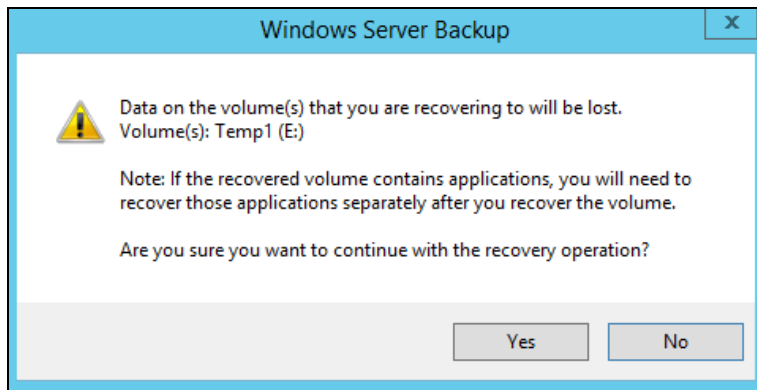 Windows Server Backup
x
Data on the volume(s) that you are recovering to will be lost.
Volume(s): Temp1 (E:)
Note: If the recovered volume contains applications, you will need to
recover those applications separately after you recover the volume.
Are you sure you want to continue with the recovery operation?
Yes No